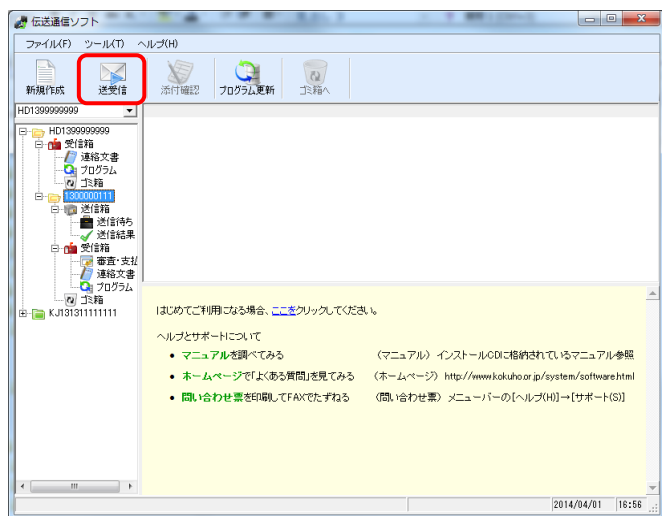 伝送通信ソフト
ファイル(F) ツール(T) ヘルプ(H)
新規作成 送受信 添付確認 プログラム更新 ゴミ箱へ
HD1399999999
HD1399999999
受信箱
連絡文書
プログラム
ゴミ箱
1300000111
送信箱
送信待ち
送信結果
受信箱
審査・支払
連絡文書
プログラム
ゴミ箱
KJ131311111111
はじめてご利用になる場合、ここをクリックしてください。
ヘルプとサポートについて
• マニュアルを調べてみる (マニュアル) インストールCDに格納されているマニュアル参照
• ホームページで「よくある質問」を見てみる (ホームページ) http://www.kokuho.or.jp/system/software.html
• 問い合わせ票を印刷してFAXでたずねる (問い合わせ票) メニューバーの[ヘルプ(H)]→[サポート(S)]
2014/04/01 16:56